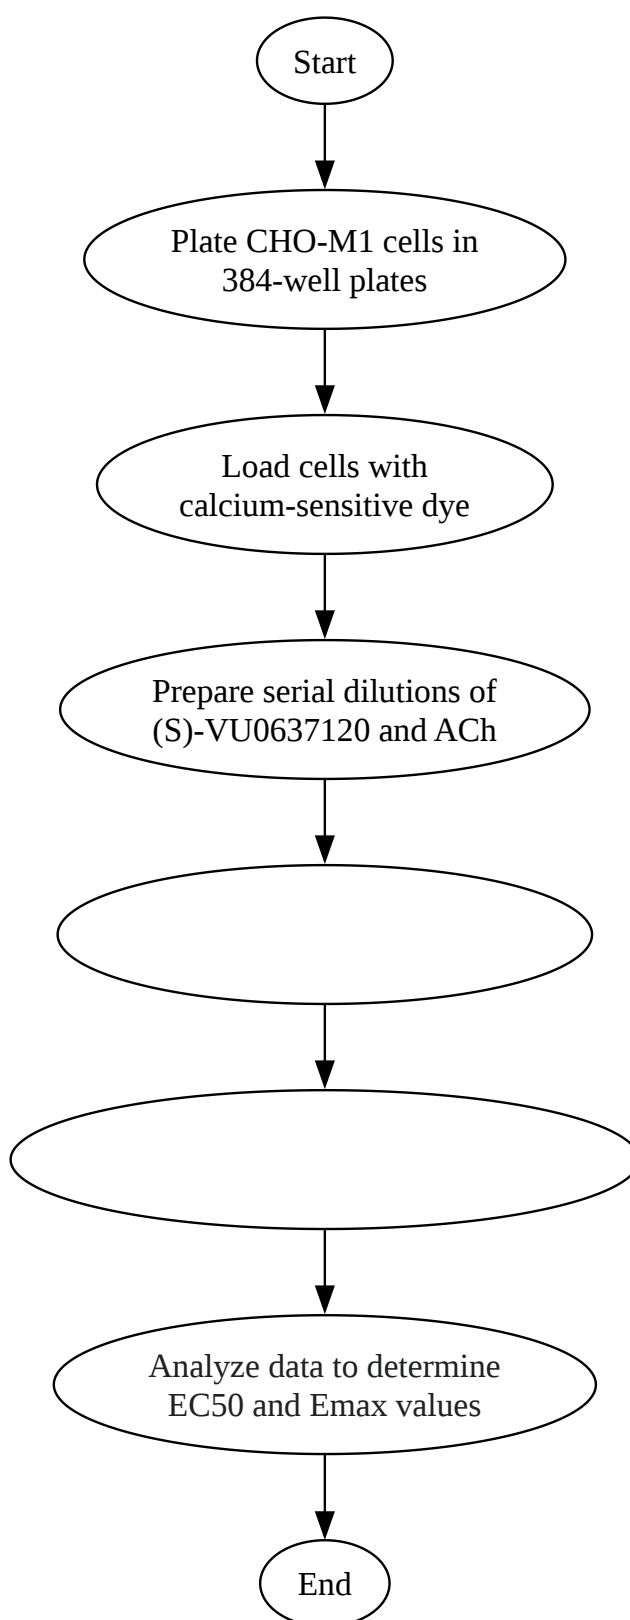 Start
Plate CHO-M1 cells in
384-well plates
Load cells with
calcium-sensitive dye
Prepare serial dilutions of
(S)-VU0637120 and ACh
Analyze data to determine
EC50 and Emax values
End